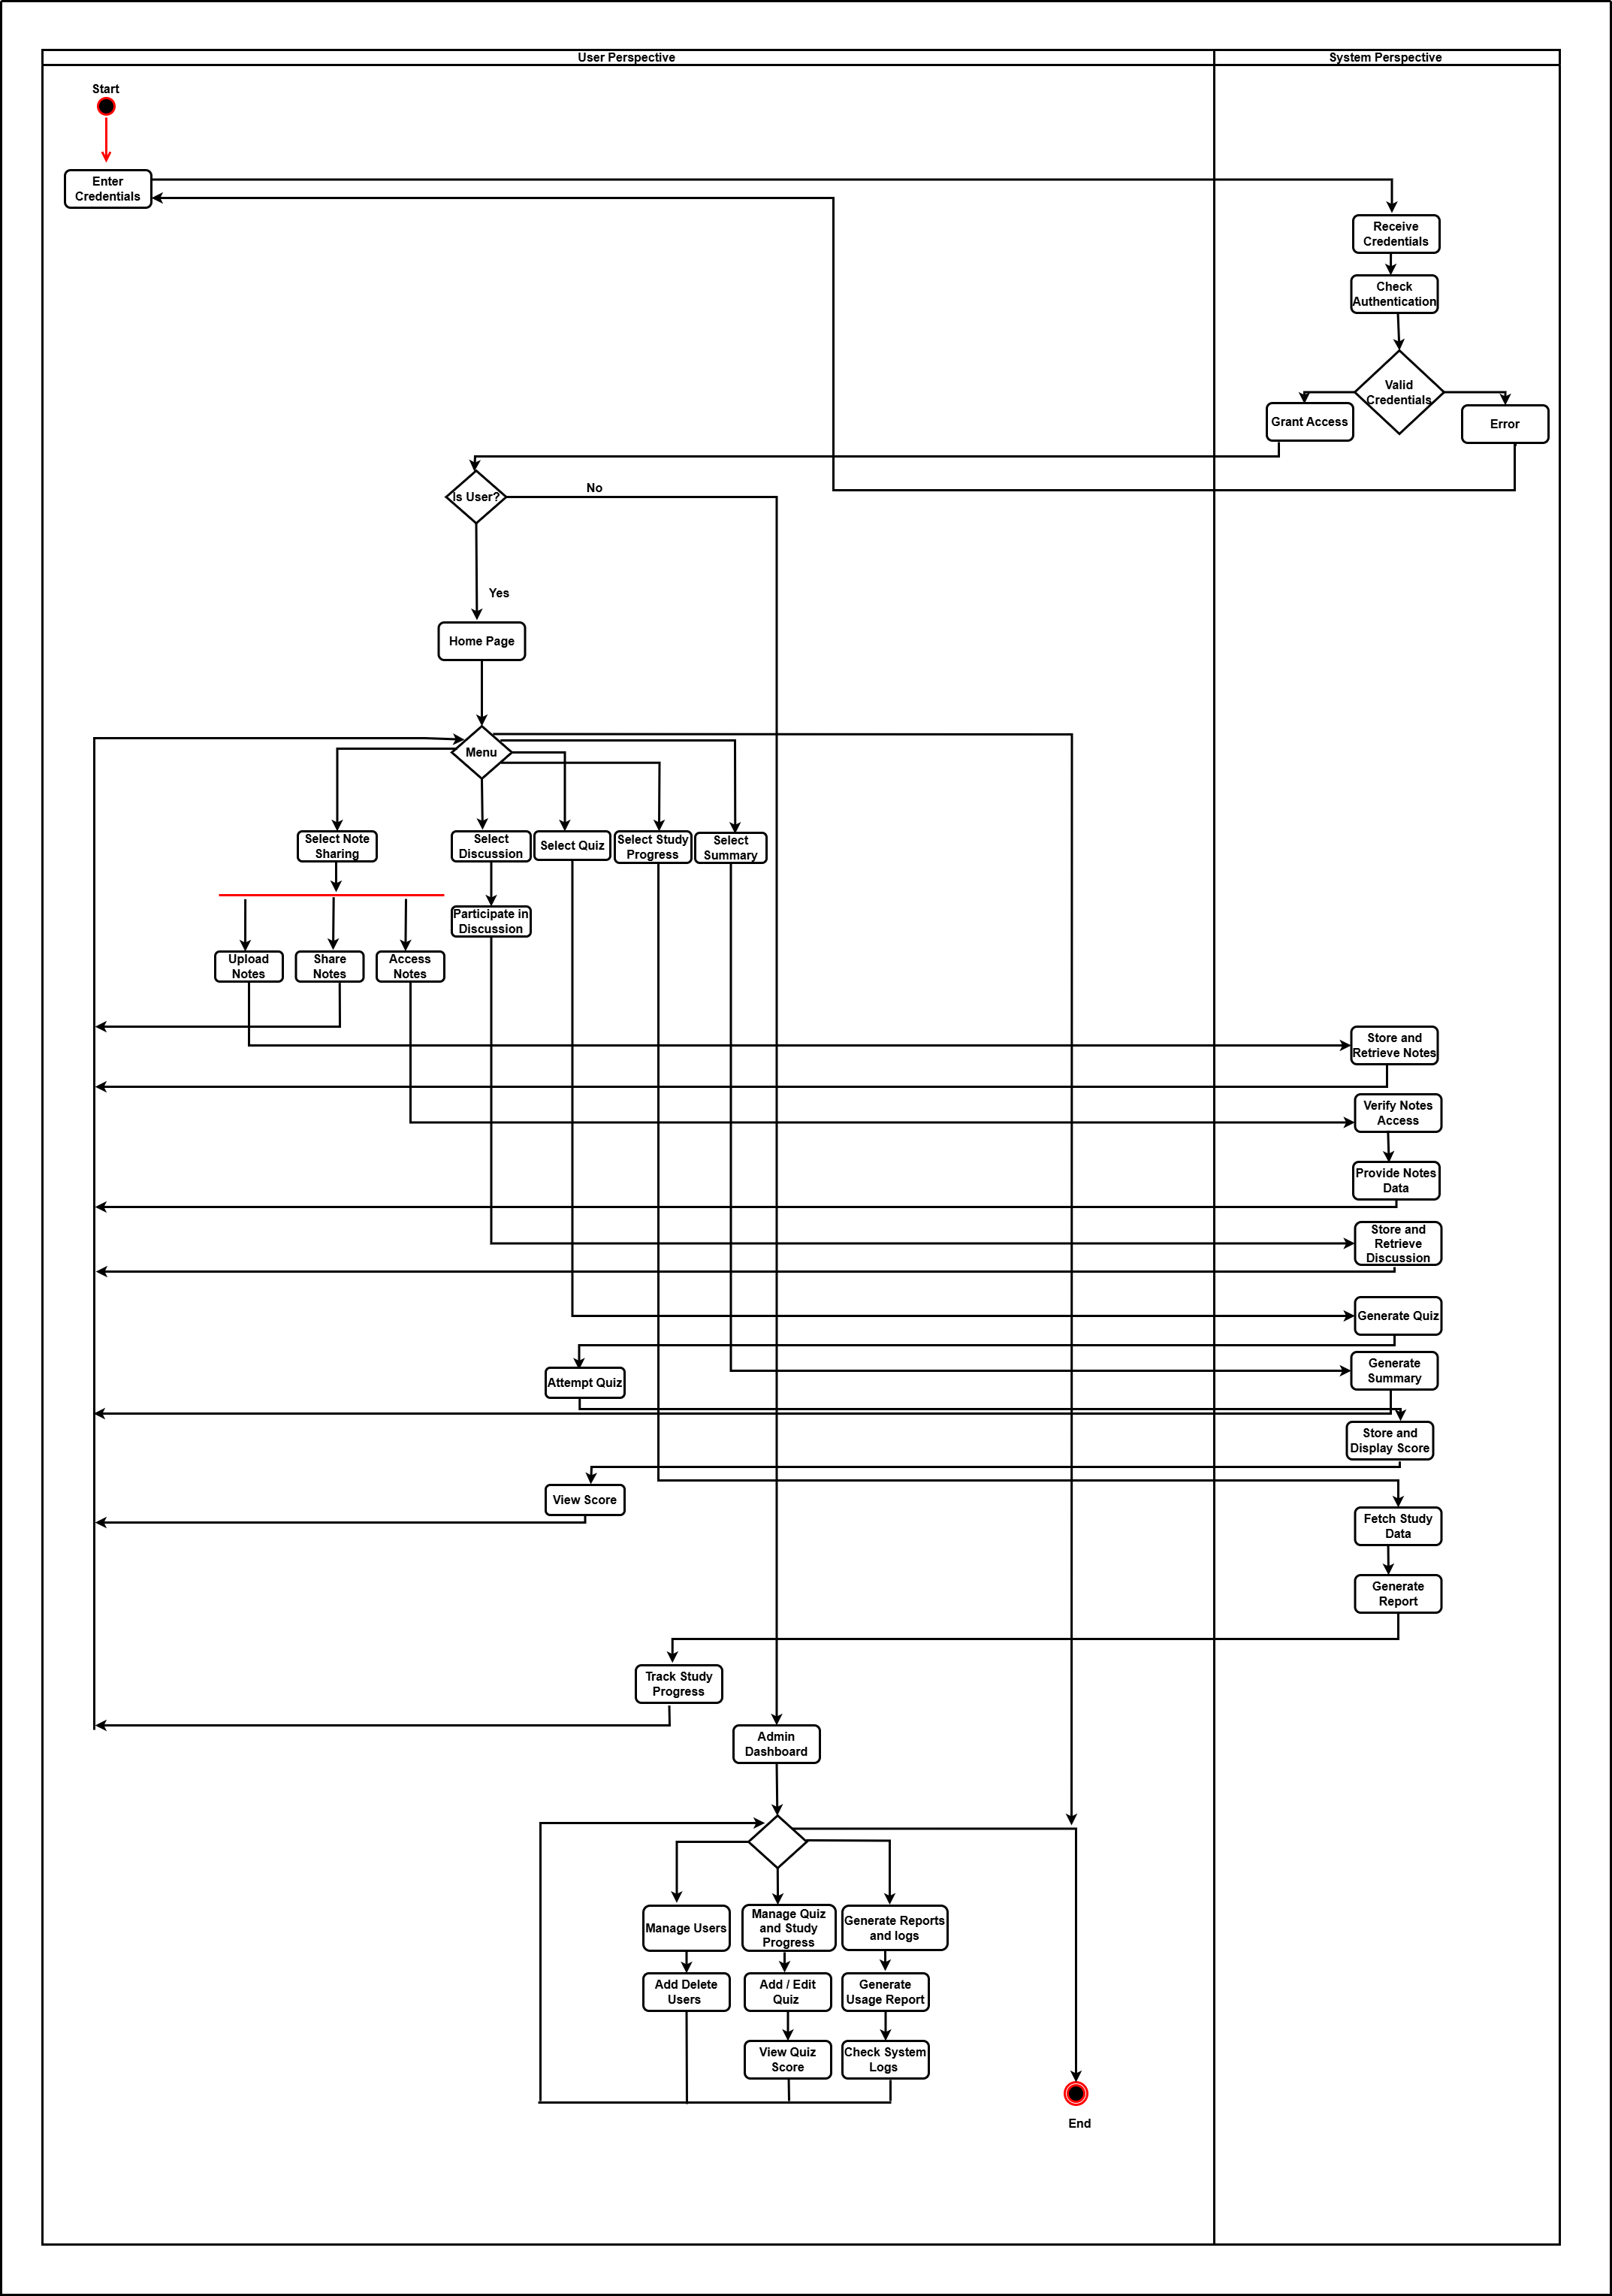 User Perspective
System Perspective
Start
Enter
Credentials
Receive
Credentials
Check
Authentication
Valid
Credentials
Grant Access
Error
Is User?
No
Yes
Home Page
Menu
Select Note
Sharing
Select
Discussion
Select Quiz
Select Study
Progress
Select
Summary
Participate in
Discussion
Upload
Notes
Share
Notes
Access
Notes
Store and
Retrieve Notes
Verify Notes
Access
Provide Notes
Data
Store and
Retrieve
Discussion
Generate Quiz
Attempt Quiz
Generate
Summary
Store and
Display Score
View Score
Fetch Study
Data
Generate
Report
Track Study
Progress
Admin
Dashboard
Manage Users
Manage Quiz
and Study
Progress
Generate Reports
and logs
Add Delete
Users
Add / Edit
Quiz
Generate
Usage Report
View Quiz
Score
Check System
Logs
End